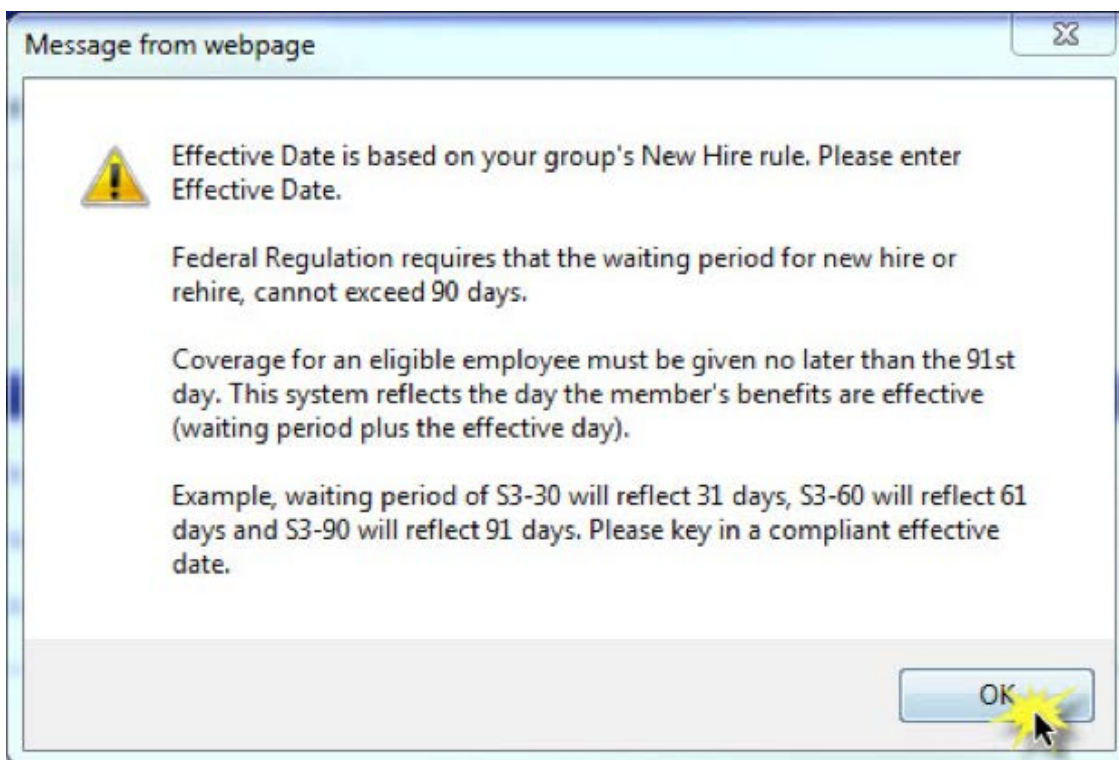 Message from webpage
Effective Date is based on your group's New Hire rule. Please enter
Effective Date.
Federal Regulation requires that the waiting period for new hire or
rehire, cannot exceed 90 days.
Coverage for an eligible employee must be given no later than the 91st
day. This system reflects the day the member's benefits are effective
(waiting period plus the effective day).
Example, waiting period of S3-30 will reflect 31 days, S3-60 will reflect 61
days and S3-90 will reflect 91 days. Please key in a compliant effective
date.
OK